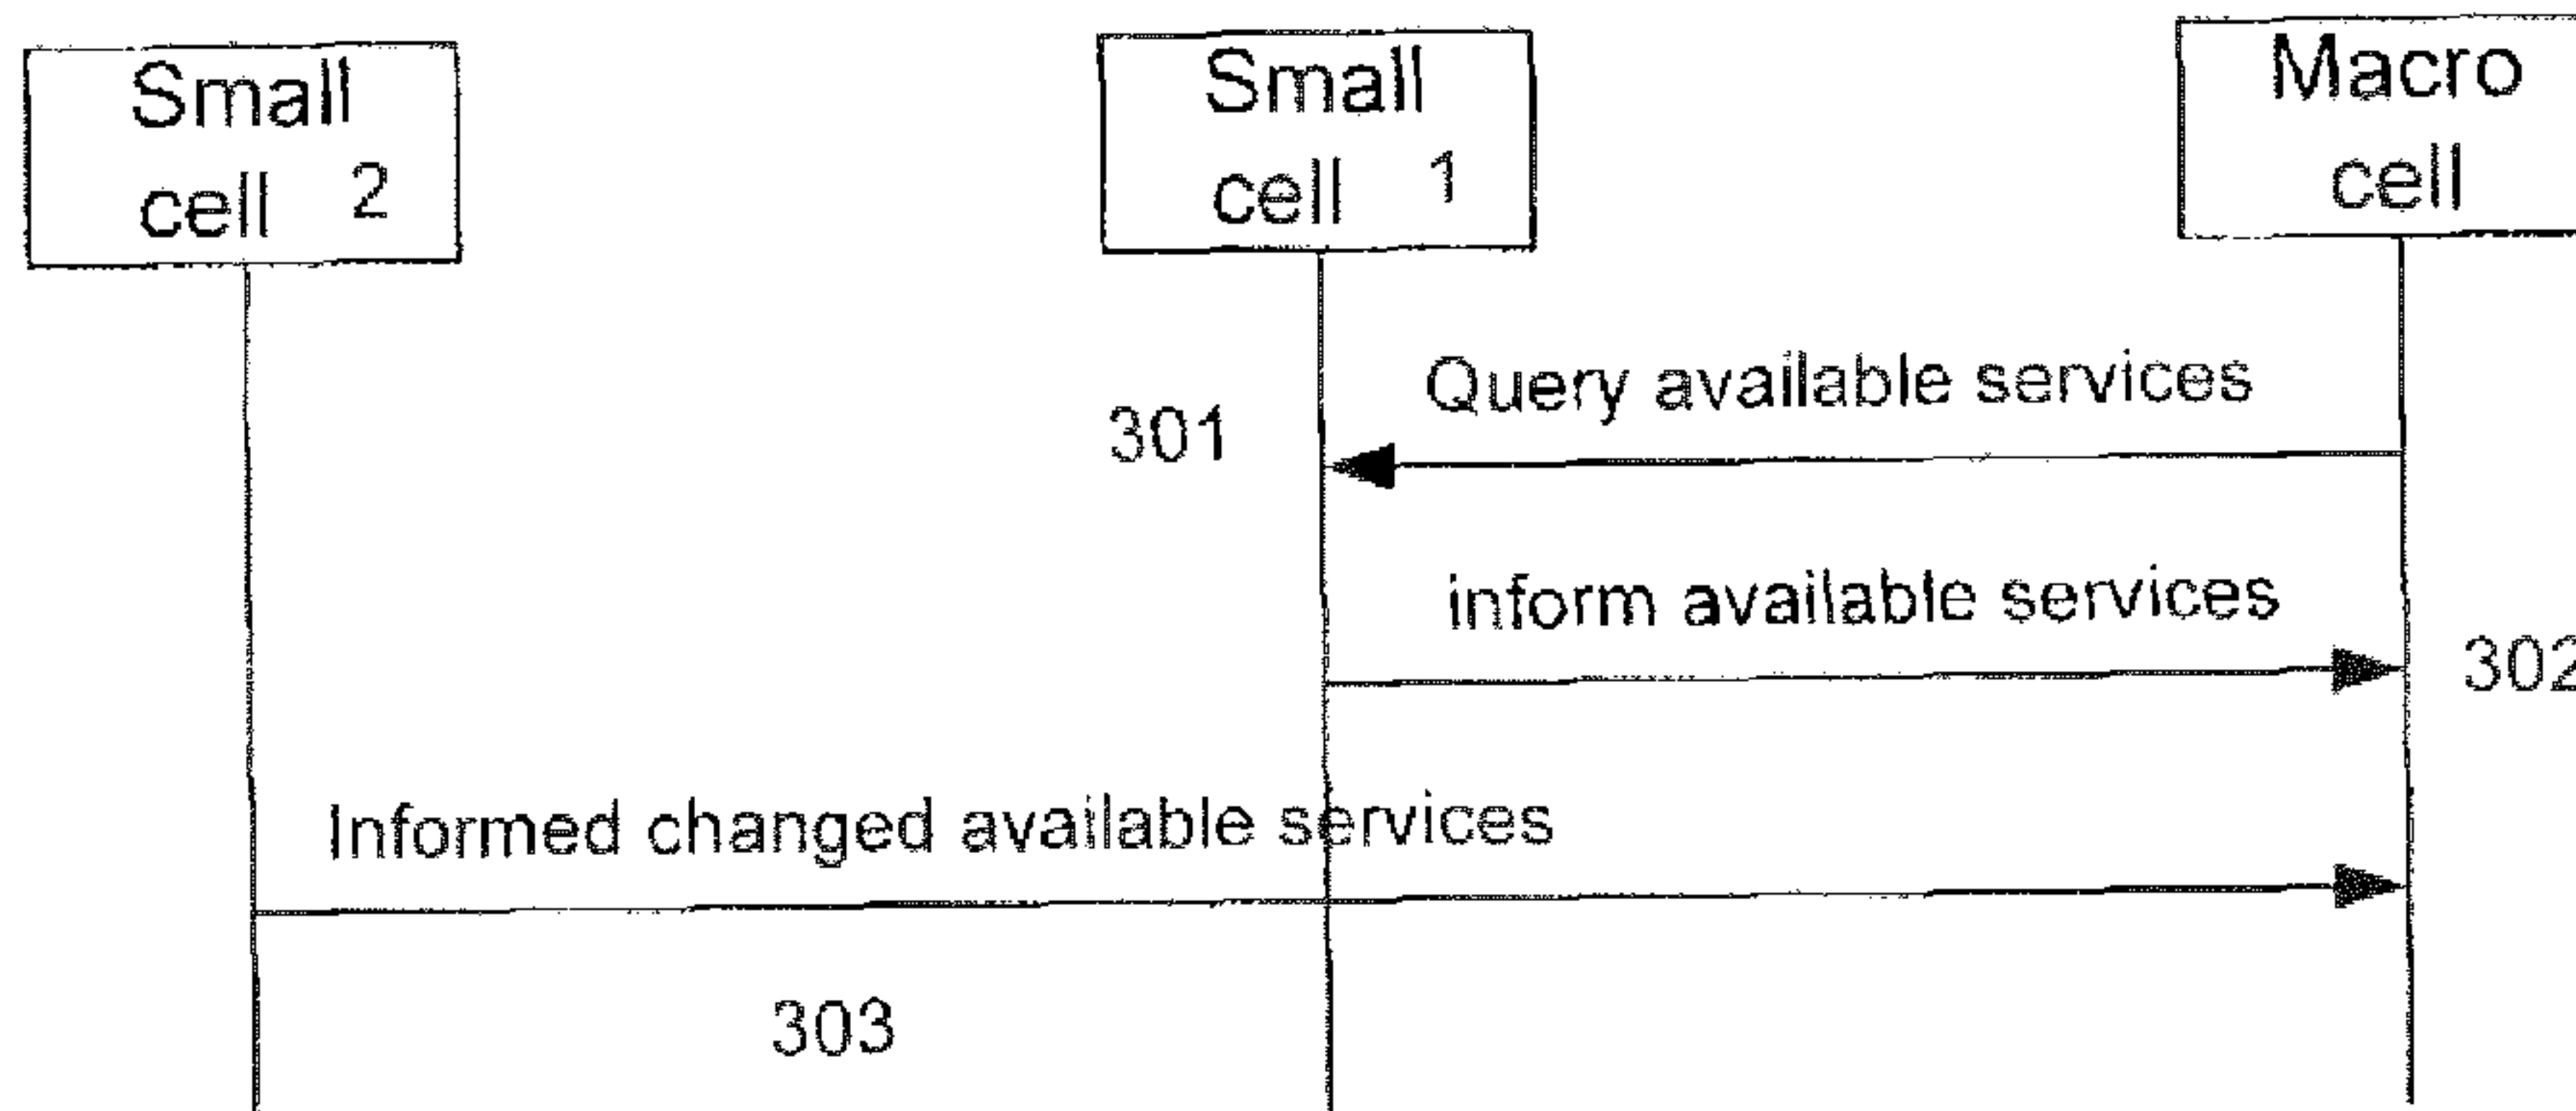 Small
cell 2
Small
cell 1
Macro
cell
Query available services
301
inform available services
302
Informed changed available services
303